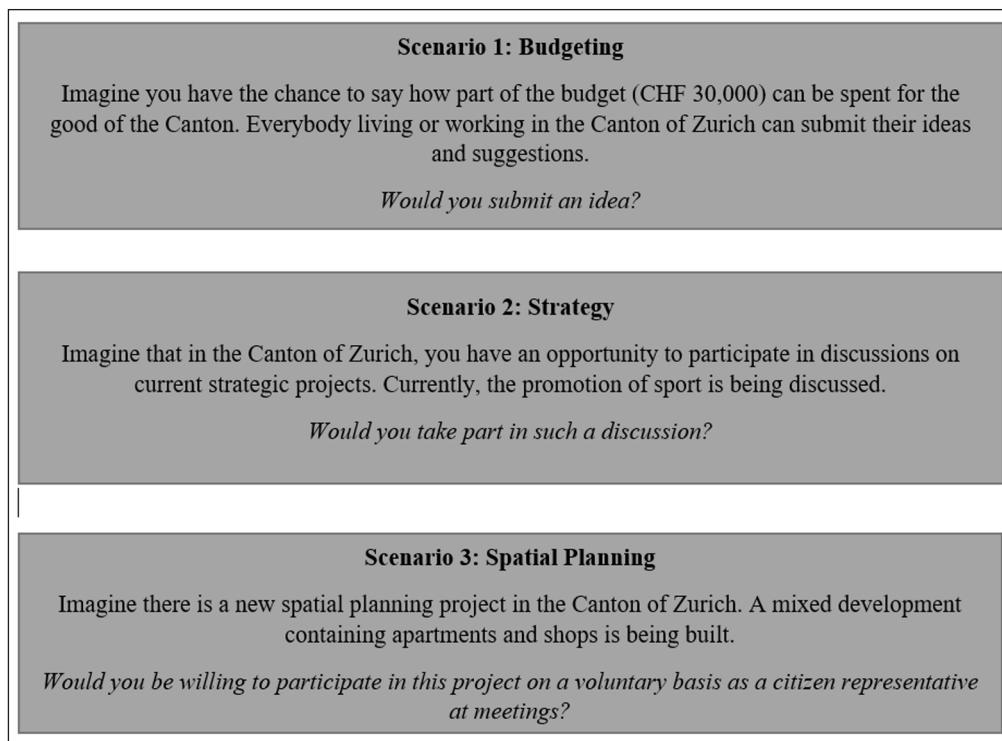 Scenario 1: Budgeting
Imagine you have the chance to say how part of the budget (CHF 30,000) can be spent for the
good of the Canton. Everybody living or working in the Canton of Zurich can submit their ideas
and suggestions.
Would you submit an idea?
Scenario 2: Strategy
Imagine that in the Canton of Zurich, you have an opportunity to participate in discussions on
current strategic projects. Currently, the promotion of sport is being discussed.
Would you take part in such a discussion?
Scenario 3: Spatial Planning
Imagine there is a new spatial planning project in the Canton of Zurich. A mixed development
containing apartments and shops is being built.
Would you be willing to participate in this project on a voluntary basis as a citizen representative
at meetings?